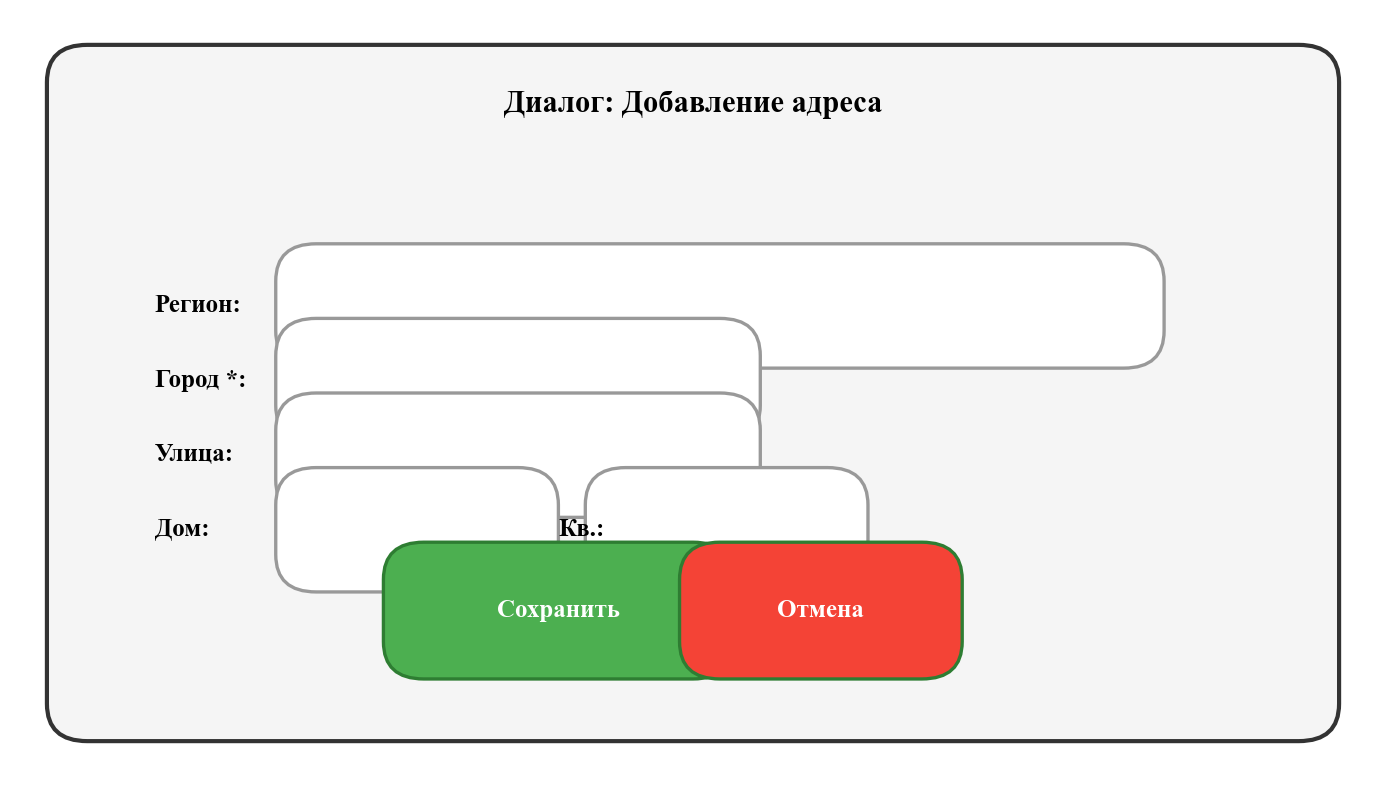 Диалог: Добавление адреса
Регион:
Город *:
Улица:
Дом:
Кв.:
Сохранить
Отмена